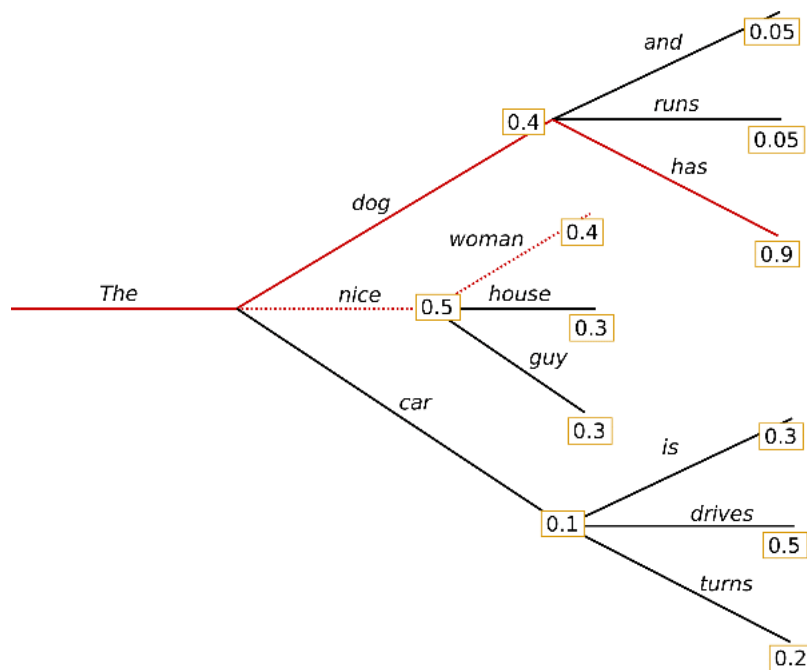 and
0.05
runs
0.4
0.05
has
dog
woman
0.4
0.9
The
nice
0.5
house
0.3
guy
car
0.3
is
0.3
drives
0.1
0.5
turns
0.2